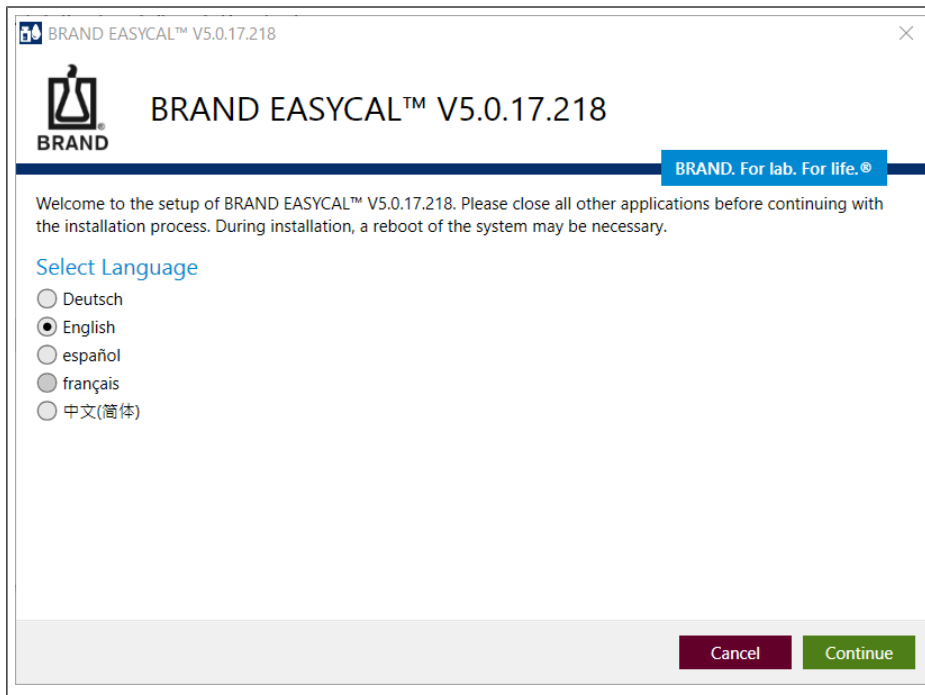 BRAND EASYCAL™ V5.0.17.218
BRAND®
BRAND EASYCAL™ V5.0.17.218
BRAND. For lab. For life.®
Welcome to the setup of BRAND EASYCAL™ V5.0.17.218. Please close all other applications before continuing with
the installation process. During installation, a reboot of the system may be necessary.
Select Language
Deutsch
English
español
français
中文(简体)
Cancel
Continue